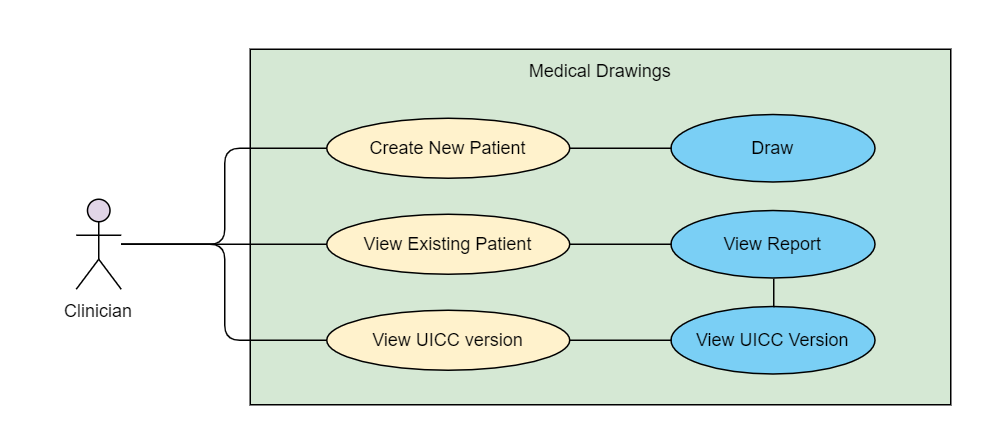 Medical Drawings
Create New Patient
Draw
View Existing Patient
View Report
Clinician
View UICC version
View UICC Version